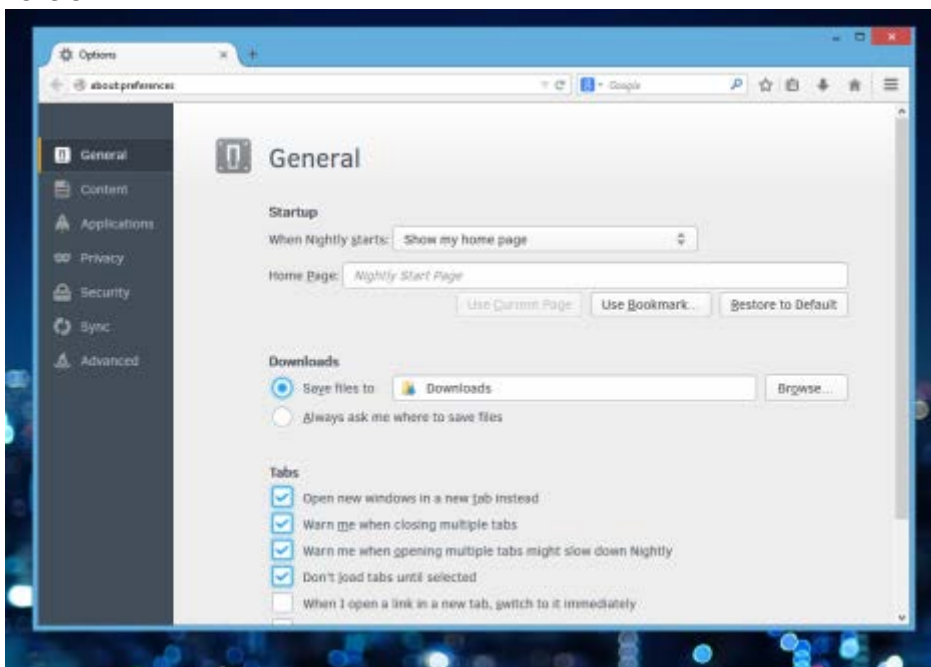 Options
about:preferences
Google
General
Content
Applications
Privacy
Security
Sync
Advanced
General
Startup
When Nightly starts: Show my home page
Home Page: Nightly Start Page
Use Current Page Use Bookmark... Restore to Default
Downloads
Save files to Downloads Browse...
Always ask me where to save files
Tabs
Open new windows in a new tab instead
Warn me when closing multiple tabs
Warn me when opening multiple tabs might slow down Nightly
Don't load tabs until selected
When I open a link in a new tab, switch to it immediately